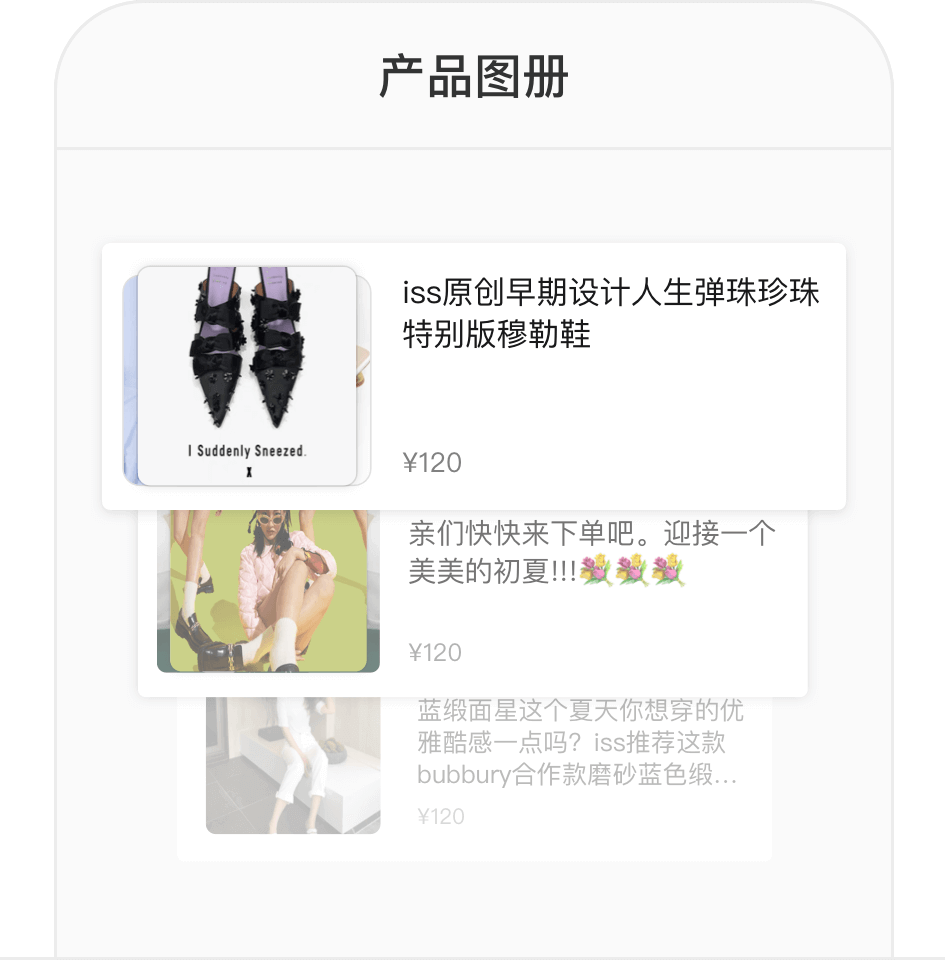 产品图册
iss原创早期设计人生弹珠珍珠
特别版穆勒鞋
I Suddenly Sneezed.
¥120
亲们快快来下单吧。迎接一个
美美的初夏!!!💐💐💐
¥120
蓝缎面星这个夏天你想穿的优
雅酷感一点吗？iss推荐这款
bubbury合作款磨砂蓝色缎...
¥120